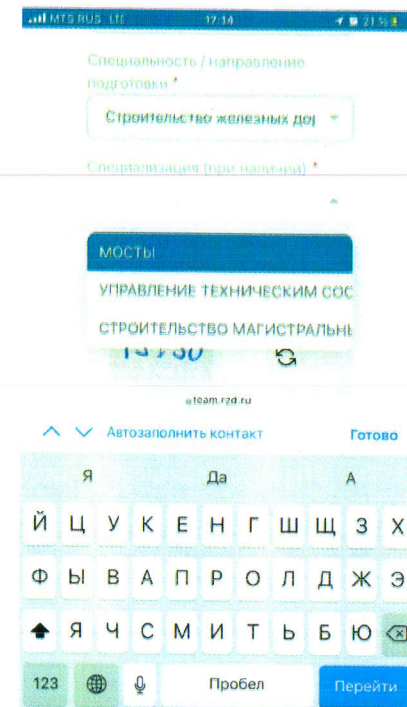 MTS RUS LTE 17:14 21 %
Специальность / направление
подготовки *
Строительство железных дор
Специализация (при наличии) *
МОСТЫ
УПРАВЛЕНИЕ ТЕХНИЧЕСКИМ СОС
СТРОИТЕЛЬСТВО МАГИСТРАЛЬНЕ
team.rzd.ru
Автозаполнить контакт Готово
Я Да А
Й Ц У К Е Н Г Ш Щ З Х
Ф Ы В А П Р О Л Д Ж Э
Я Ч С М И Т Ь Б Ю
123 Пробел Перейти